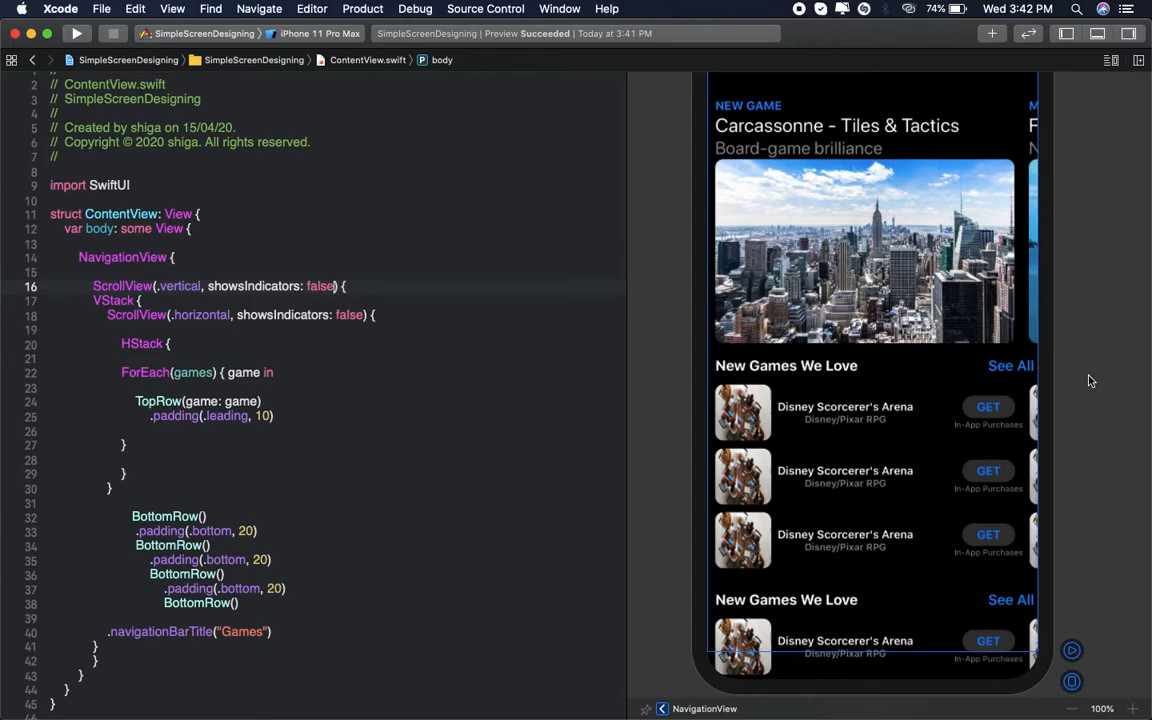 Xcode File Edit View Find Navigate Editor Product Debug Source Control Window Help 74% Wed 3:42 PM
SimpleScreenDesigning 〉 iPhone 11 Pro Max SimpleScreenDesigning | Preview Succeeded | Today at 3:41 PM
SimpleScreenDesigning 〉 SimpleScreenDesigning 〉 ContentView.swift 〉 P body
2 // ContentView.swift
3 // SimpleScreenDesigning
4 //
5 // Created by shiga on 15/04/20.
6 // Copyright © 2020 shiga. All rights reserved.
7 //
8
9 import SwiftUI
10
11 struct ContentView: View {
12 var body: some View {
13
14 NavigationView {
15
16 ScrollView(.vertical, showsIndicators: false) {
17 VStack {
18 ScrollView(.horizontal, showsIndicators: false) {
19
20 HStack {
21
22 ForEach(games) { game in
23
24 TopRow(game: game)
25 .padding(.leading, 10)
26
27 }
28
29 }
30 }
31
32 BottomRow()
33 .padding(.bottom, 20)
34 BottomRow()
35 .padding(.bottom, 20)
36 BottomRow()
37 .padding(.bottom, 20)
38 BottomRow()
39
40 .navigationBarTitle("Games")
41 }
42 }
43 }
44 }
45 }
NEW GAME
Carcassonne - Tiles & Tactics
Board-game brilliance
New Games We Love See All
Disney Scorcerer's Arena GET
Disney/Pixar RPG In-App Purchases
Disney Scorcerer's Arena GET
Disney/Pixar RPG In-App Purchases
Disney Scorcerer's Arena GET
Disney/Pixar RPG In-App Purchases
New Games We Love See All
Disney Scorcerer's Arena GET
Disney/Pixar RPG In-App Purchases
NavigationView 100%